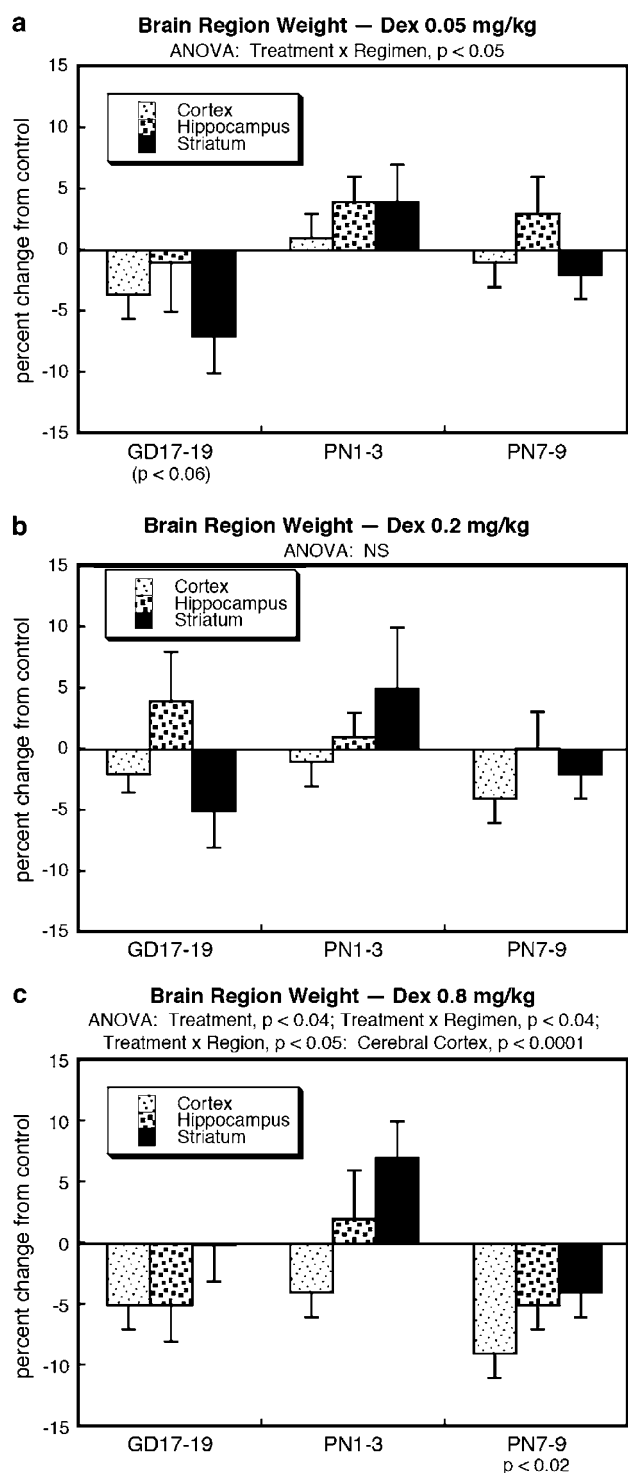 a
Brain Region Weight — Dex 0.05 mg/kg
ANOVA: Treatment x Regimen, p < 0.05
15
10
5
0
-5
-10
-15
percent change from control
Cortex
Hippocampus
Striatum
GD17-19
PN1-3
PN7-9
(p < 0.06)
b
Brain Region Weight — Dex 0.2 mg/kg
ANOVA: NS
15
10
5
0
-5
-10
-15
percent change from control
Cortex
Hippocampus
Striatum
GD17-19
PN1-3
PN7-9
c
Brain Region Weight — Dex 0.8 mg/kg
ANOVA: Treatment, p < 0.04; Treatment x Regimen, p < 0.04;
Treatment x Region, p < 0.05: Cerebral Cortex, p < 0.0001
15
10
5
0
-5
-10
-15
percent change from control
Cortex
Hippocampus
Striatum
GD17-19
PN1-3
PN7-9
p < 0.02